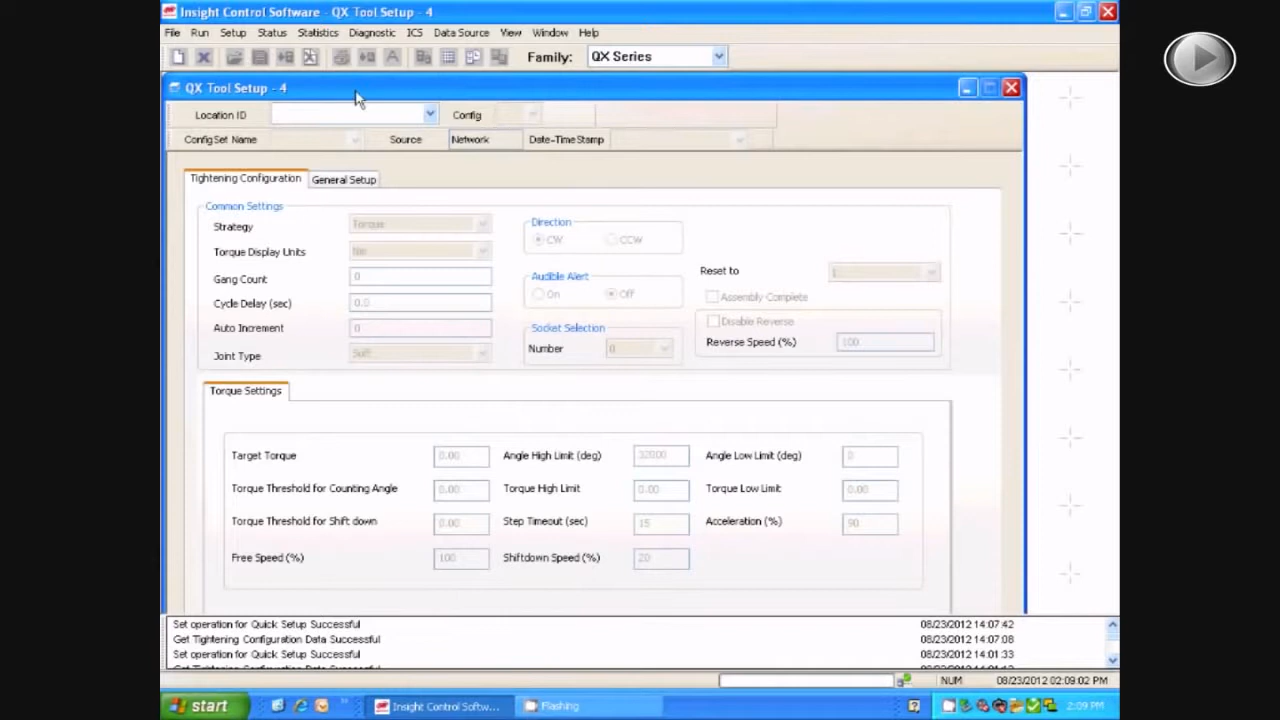 Insight Control Software - QX Tool Setup - 4
File Run Setup Status Statistics Diagnostic ICS Data Source View Window Help
Family: QX Series
QX Tool Setup - 4
Location ID Config
Config Set Name Source Network Date-Time Stamp
Tightening Configuration General Setup
Common Settings
Strategy Torque
Direction
CW CCW
Torque Display Units Nm
Gang Count 0
Audible Alert
On Off
Reset to 1
Assembly Complete
Cycle Delay (sec) 0.0
Auto Increment 0
Socket Selection
Number 0
Disable Reverse
Reverse Speed (%) 100
Joint Type Soft
Torque Settings
Target Torque 0.00 Angle High Limit (deg) 32000 Angle Low Limit (deg) 0
Torque Threshold for Counting Angle 0.00 Torque High Limit 0.00 Torque Low Limit 0.00
Torque Threshold for Shift down 0.00 Step Timeout (sec) 15 Acceleration (%) 90
Free Speed (%) 100 Shiftdown Speed (%) 20
Set operation for Quick Setup Successful 08/23/2012 14:07:42
Get Tightening Configuration Data Successful 08/23/2012 14:07:08
Set operation for Quick Setup Successful 08/23/2012 14:01:33
Get Tightening Configuration Data Successful
NUM 08/23/2012 02:09:02 PM
start Insight Control Softw... Flashing 2:09 PM